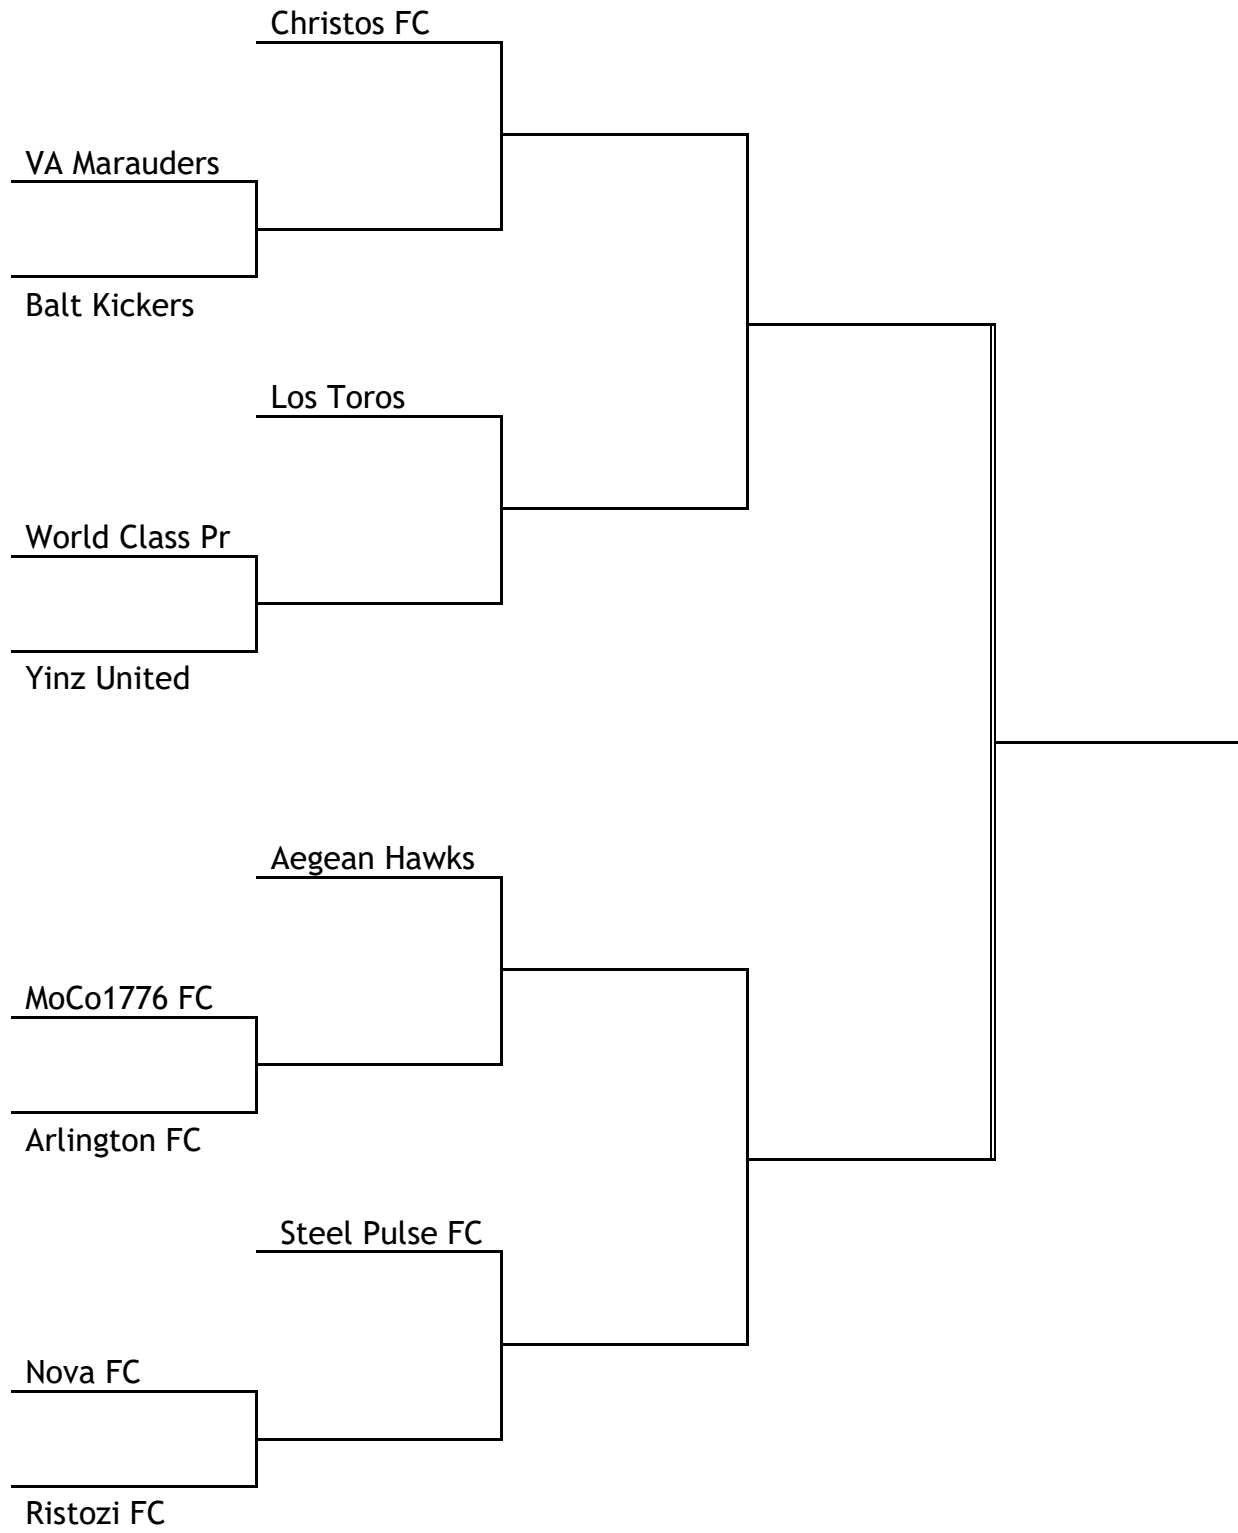 Christos FC
VA Marauders
Balt Kickers
Los Toros
World Class Pr
Yinz United
Aegean Hawks
MoCo1776 FC
Arlington FC
Steel Pulse FC
Nova FC
Ristozi FC